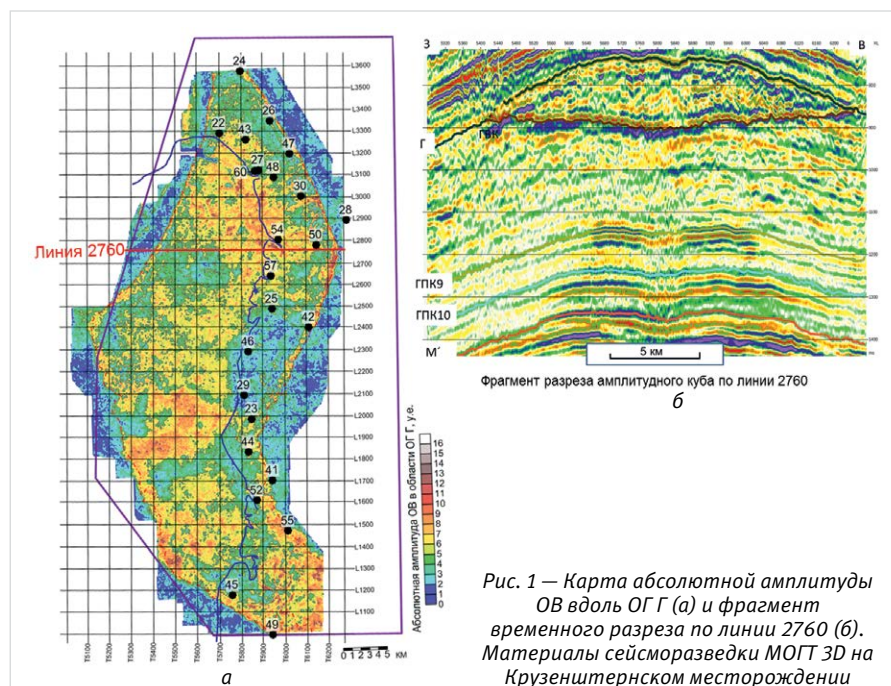 24
26
22
43
47
27
60
48
30
28
54
50
57
25
42
46
29
23
44
41
52
55
45
49
Линия 2760
L3600
L3500
L3400
L3300
L3200
L3100
L3000
L2900
L2800
L2700
L2600
L2500
L2400
L2300
L2200
L2100
L2000
L1900
L1800
L1700
L1600
L1500
L1400
L1300
L1200
L1100
T5100
T5200
T5300
T5400
T5500
T5600
T5700
T5800
T5900
T6000
T6100
T6200
0 1 2 3 4
км
Абсолютная амплитуда ОВ в области ОГ Г, у.е.
16
15
14
13
12
11
10
9
8
7
6
5
4
3
2
1
0
а
З
В
Г
ГВК
ГПК9
ГПК10
М´
5 км
Фрагмент разреза амплитудного куба по линии 2760
б
Рис. 1 — Карта абсолютной амплитуды
ОВ вдоль ОГ Г (а) и фрагмент
временного разреза по линии 2760 (б).
Материалы сейсморазведки МОГТ 3D на
Крузенштернском месторождении